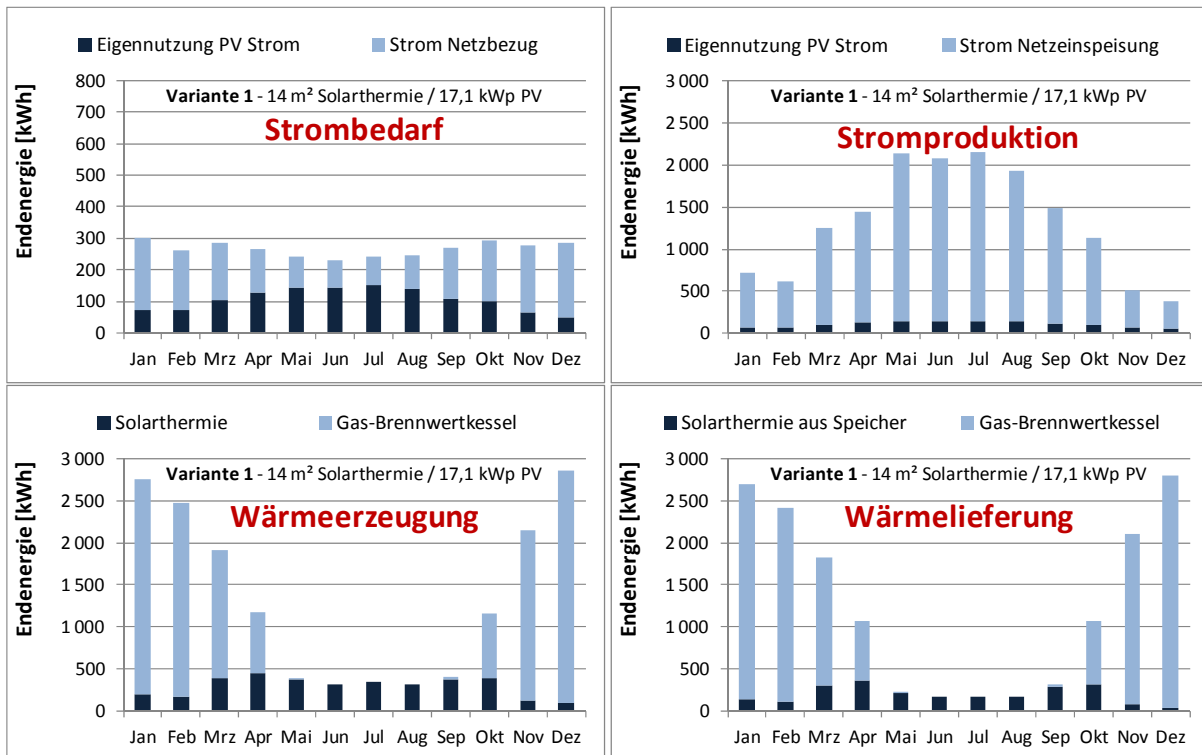 Eigennutzung PV Strom Strom Netzbezug
Endenergie [kWh]
800
700
600
500
400
300
200
100
0
Variante 1 - 14 m² Solarthermie / 17,1 kWp PV
Strombedarf
Jan Feb Mrz Apr Mai Jun Jul Aug Sep Okt Nov Dez
Eigennutzung PV Strom Strom Netzeinspeisung
Endenergie [kWh]
3 000
2 500
2 000
1 500
1 000
500
0
Variante 1 - 14 m² Solarthermie / 17,1 kWp PV
Stromproduktion
Jan Feb Mrz Apr Mai Jun Jul Aug Sep Okt Nov Dez
Solarthermie Gas-Brennwertkessel
Endenergie [kWh]
3 000
2 500
2 000
1 500
1 000
500
0
Variante 1 - 14 m² Solarthermie / 17,1 kWp PV
Wärmeerzeugung
Jan Feb Mrz Apr Mai Jun Jul Aug Sep Okt Nov Dez
Solarthermie aus Speicher Gas-Brennwertkessel
Endenergie [kWh]
3 000
2 500
2 000
1 500
1 000
500
0
Variante 1 - 14 m² Solarthermie / 17,1 kWp PV
Wärmelieferung
Jan Feb Mrz Apr Mai Jun Jul Aug Sep Okt Nov Dez